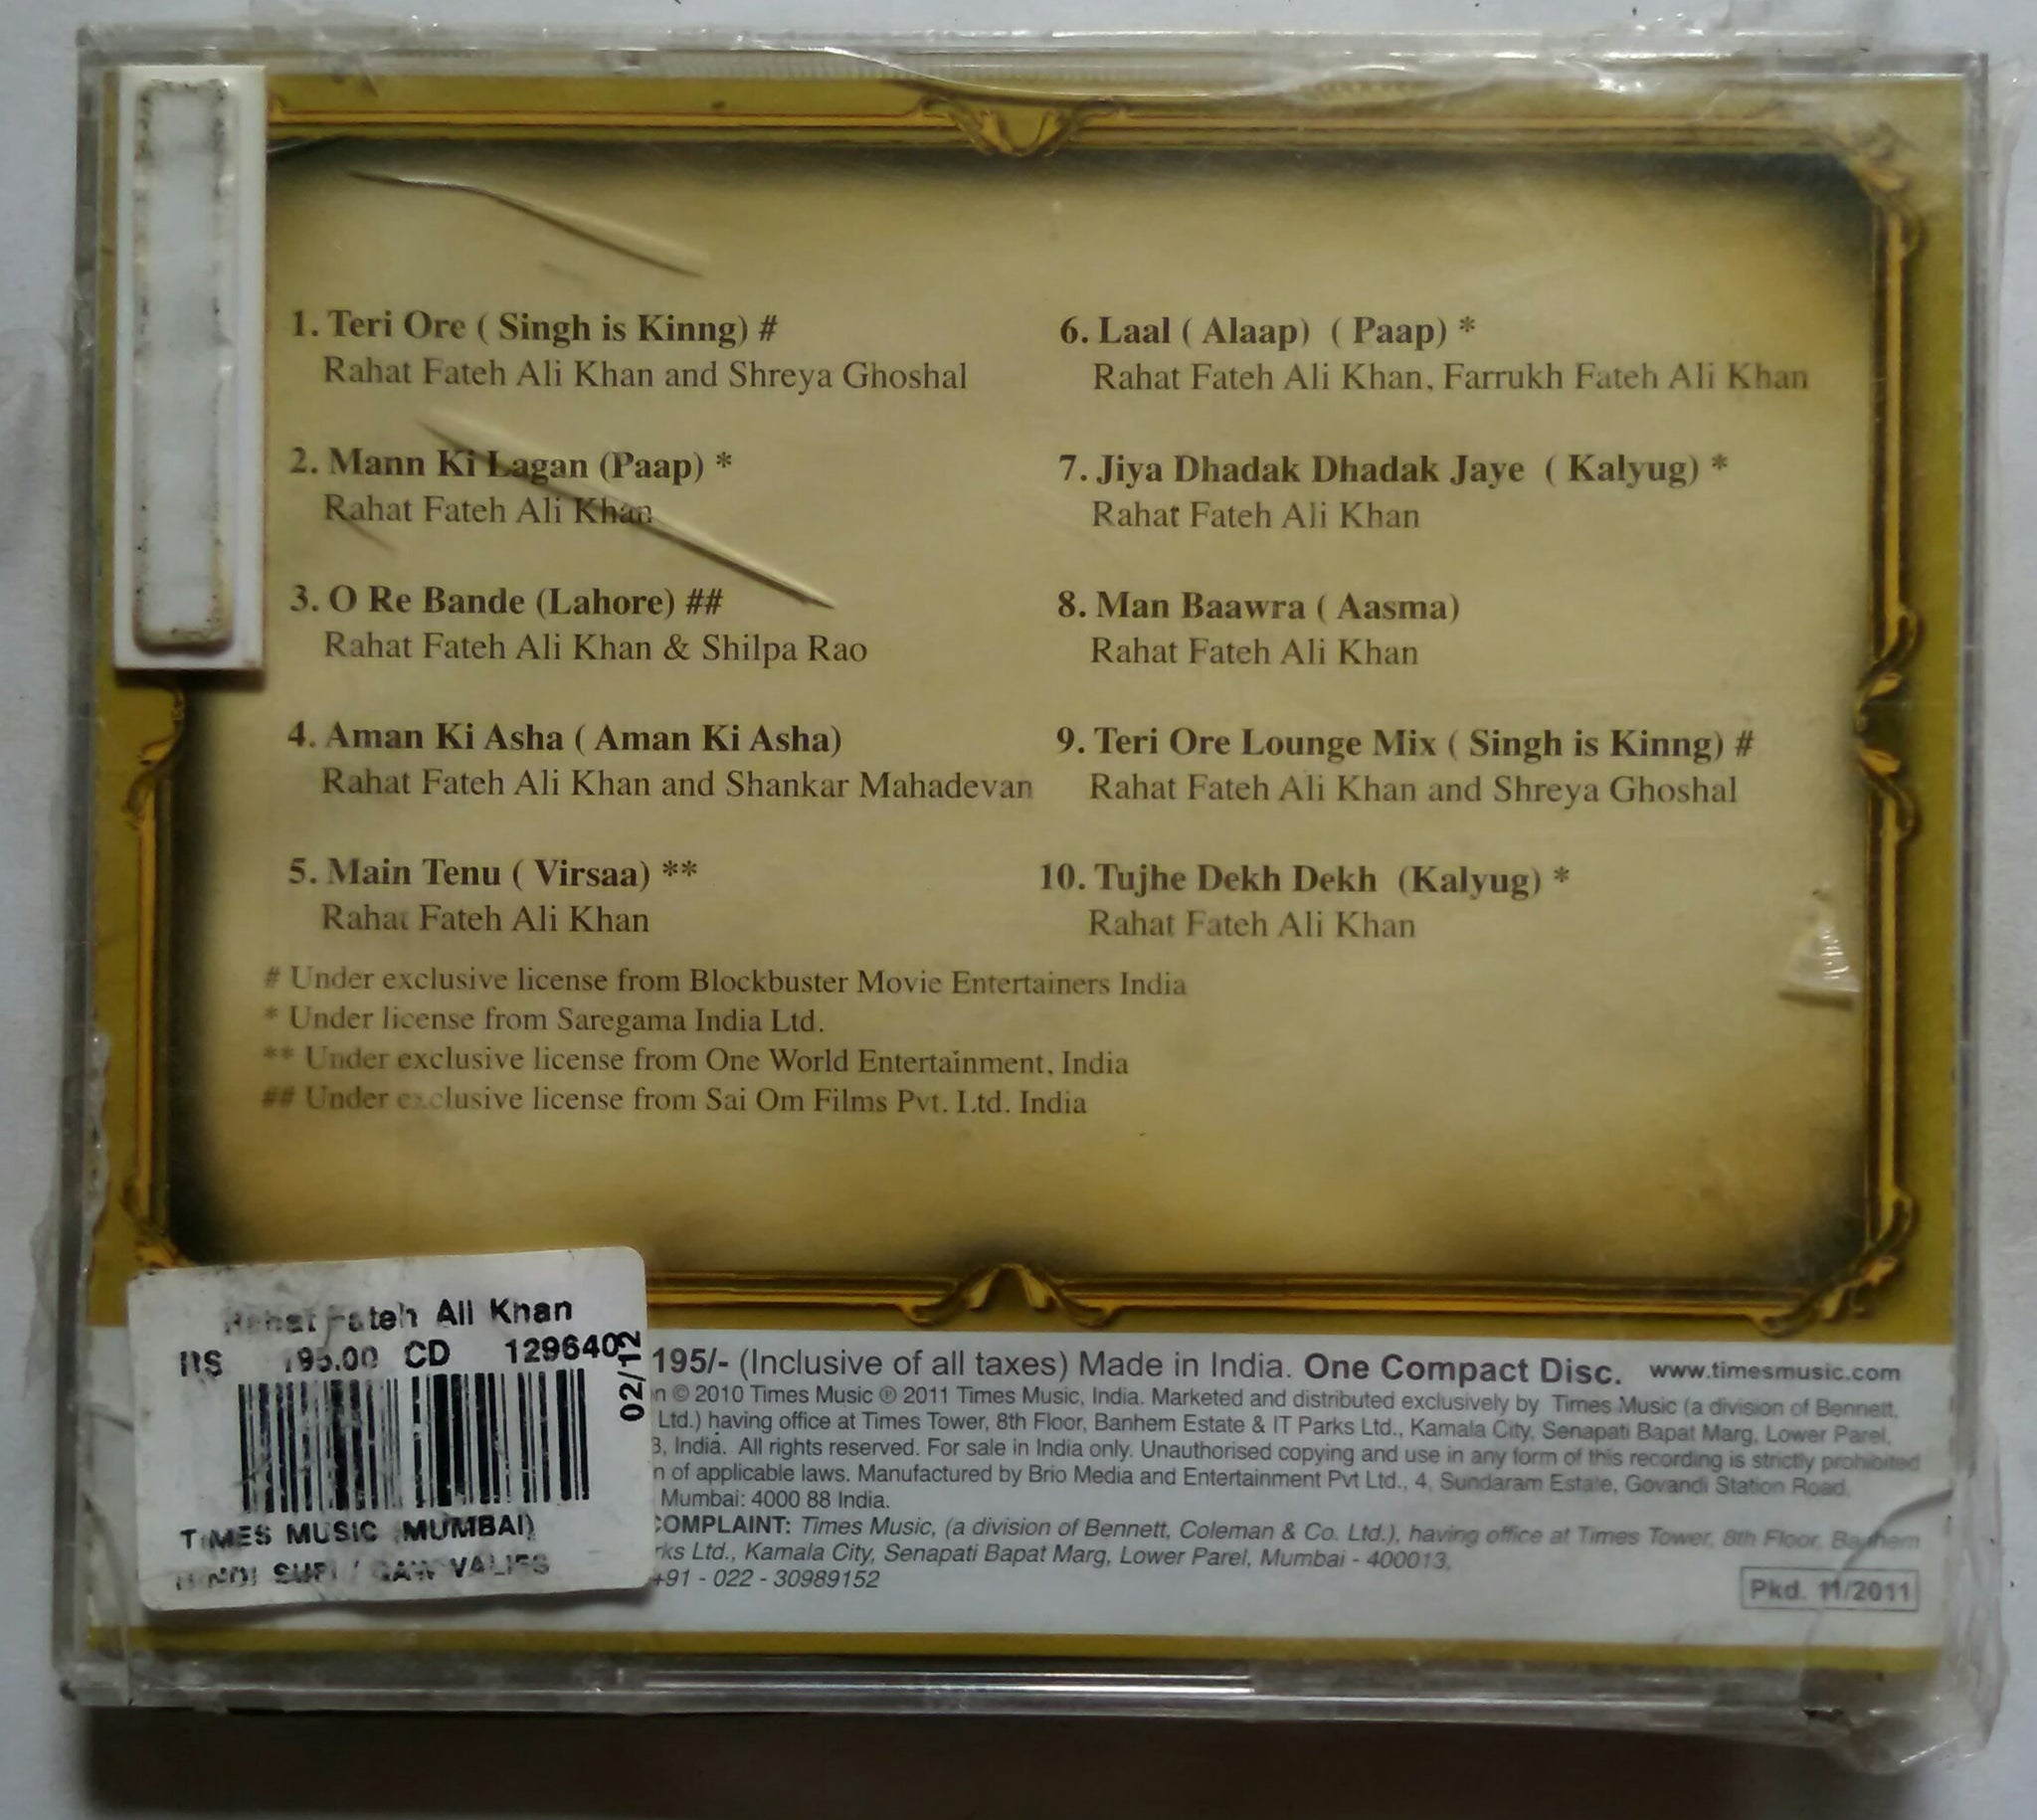 1. Teri Ore ( Singh is Kinng) #
Rahat Fateh Ali Khan and Shreya Ghoshal
2. Mann Ki Lagan (Paap) *
Rahat Fateh Ali Khan
3. O Re Bande (Lahore) ##
Rahat Fateh Ali Khan & Shilpa Rao
4. Aman Ki Asha ( Aman Ki Asha)
Rahat Fateh Ali Khan and Shankar Mahadevan
5. Main Tenu ( Virsaa) **
Rahat Fateh Ali Khan
6. Laal ( Alaap) ( Paap) *
Rahat Fateh Ali Khan, Farrukh Fateh Ali Khan
7. Jiya Dhadak Dhadak Jaye ( Kalyug) *
Rahat Fateh Ali Khan
8. Man Baawra ( Aasma)
Rahat Fateh Ali Khan
9. Teri Ore Lounge Mix ( Singh is Kinng) #
Rahat Fateh Ali Khan and Shreya Ghoshal
10. Tujhe Dekh Dekh (Kalyug) *
Rahat Fateh Ali Khan
# Under exclusive license from Blockbuster Movie Entertainers India
* Under license from Saregama India Ltd.
** Under exclusive license from One World Entertainment, India
## Under exclusive license from Sai Om Films Pvt. Ltd. India
Rahat Fateh Ali Khan
RS 195.00 CD 129640
02/12
TIMES MUSIC (MUMBAI)
HINDI SUFI / QAWWALIES
195/- (Inclusive of all taxes) Made in India. One Compact Disc. www.timesmusic.com
n © 2010 Times Music ℗ 2011 Times Music, India. Marketed and distributed exclusively by Times Music (a division of Bennett,
Ltd.) having office at Times Tower, 8th Floor, Banhem Estate & IT Parks Ltd., Kamala City, Senapati Bapat Marg, Lower Parel,
3, India. All rights reserved. For sale in India only. Unauthorised copying and use in any form of this recording is strictly prohibited
n of applicable laws. Manufactured by Brio Media and Entertainment Pvt Ltd., 4, Sundaram Estate, Govandi Station Road,
Mumbai: 4000 88 India.
COMPLAINT: Times Music, (a division of Bennett, Coleman & Co. Ltd.), having office at Times Tower, 8th Floor, Banhem
rks Ltd., Kamala City, Senapati Bapat Marg, Lower Parel, Mumbai - 400013,
+91 - 022 - 30989152
Pkd. 11/2011